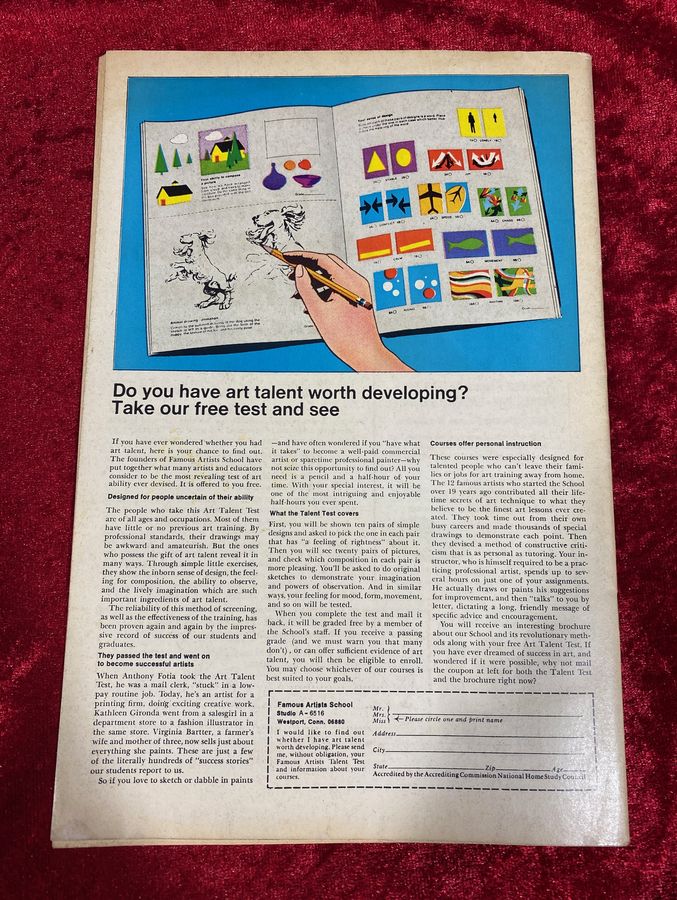 Your sense of design
Your ability to compose
a picture
LONELY
STABLE
JOY
CONFLICT
SPEED
CHAOS
CALM
MOVEMENT
RISING
RHYTHM
Do you have art talent worth developing?
Take our free test and see
If you have ever wondered whether you had
art talent, here is your chance to find out.
The founders of Famous Artists School have
put together what many artists and educators
consider to be the most revealing test of art
ability ever devised. It is offered to you free.
Designed for people uncertain of their ability
The people who take this Art Talent Test
are of all ages and occupations. Most of them
have little or no previous art training. By
professional standards, their drawings may
be awkward and amateurish. But the ones
who possess the gift of art talent reveal it in
many ways. Through simple little exercises,
they show the inborn sense of design, the feel-
ing for composition, the ability to observe,
and the lively imagination which are such
important ingredients of art talent.
The reliability of this method of screening,
as well as the effectiveness of the training, has
been proven again and again by the impres-
sive record of success of our students and
graduates.
They passed the test and went on
to become successful artists
When Anthony Fotia took the Art Talent
Test, he was a mail clerk, "stuck" in a low-
pay routine job. Today, he's an artist for a
printing firm, doing exciting creative work.
Kathleen Gironda went from a salesgirl in a
department store to a fashion illustrator in
the same store. Virginia Bartter, a farmer's
wife and mother of three, now sells just about
everything she paints. These are just a few
of the literally hundreds of "success stories"
our students report to us.
So if you love to sketch or dabble in paints
—and have often wondered if you "have what
it takes" to become a well-paid commercial
artist or sparetime professional painter—why
not seize this opportunity to find out? All you
need is a pencil and a half-hour of your
time. With your special interest, it will be
one of the most intriguing and enjoyable
half-hours you ever spent.
What the Talent Test covers
First, you will be shown ten pairs of simple
designs and asked to pick the one in each pair
that has "a feeling of rightness" about it.
Then you will see twenty pairs of pictures,
and check which composition in each pair is
more pleasing. You'll be asked to do original
sketches to demonstrate your imagination
and powers of observation. And in similar
ways, your feeling for mood, form, movement,
and so on will be tested.
When you complete the test and mail it
back, it will be graded free by a member of
the School's staff. If you receive a passing
grade (and we must warn you that many
don't), or can offer sufficient evidence of art
talent, you will then be eligible to enroll.
You may choose whichever of our courses is
best suited to your goals.
Courses offer personal instruction
These courses were especially designed for
talented people who can't leave their fami-
lies or jobs for art training away from home.
The 12 famous artists who started the School
over 19 years ago contributed all their life-
time secrets of art technique to what they
believe to be the finest art lessons ever cre-
ated. They took time out from their own
busy careers and made thousands of special
drawings to demonstrate each point. Then
they devised a method of constructive criti-
cism that is as personal as tutoring. Your in-
structor, who is himself required to be a prac-
ticing professional artist, spends up to sev-
eral hours on just one of your assignments.
He actually draws or paints his suggestions
for improvement, and then "talks" to you by
letter, dictating a long, friendly message of
specific advice and encouragement.
You will receive an interesting brochure
about our School and its revolutionary meth-
ods along with your free Art Talent Test. If
you have ever dreamed of success in art, and
wondered if it were possible, why not mail
the coupon at left for both the Talent Test
and the brochure right now?
Famous Artists School
Studio A-6516
Westport, Conn. 06880
I would like to find out
whether I have art talent
worth developing. Please send
me, without obligation, your
Famous Artists Talent Test
and information about your
courses.
Mr.
Mrs.
Miss
Please circle one and print name
Address
City
State Zip Age
Accredited by the Accrediting Commission National Home Study Council